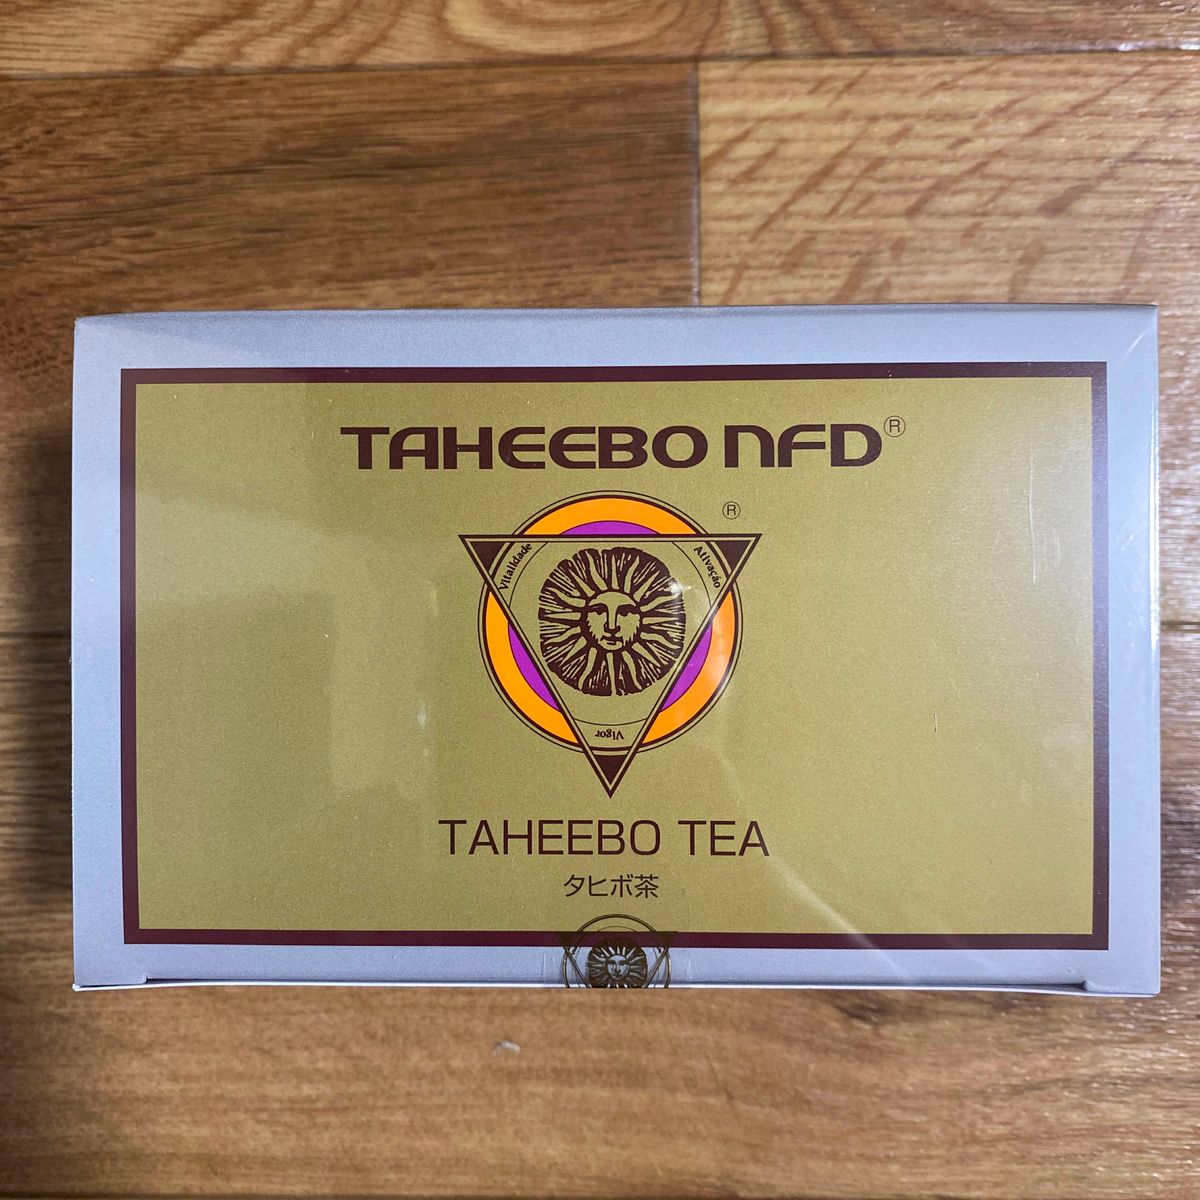 TAHEEBO NFD®
®
Vitalidade
Ativação
Vigor
TAHEEBO TEA
タヒボ茶